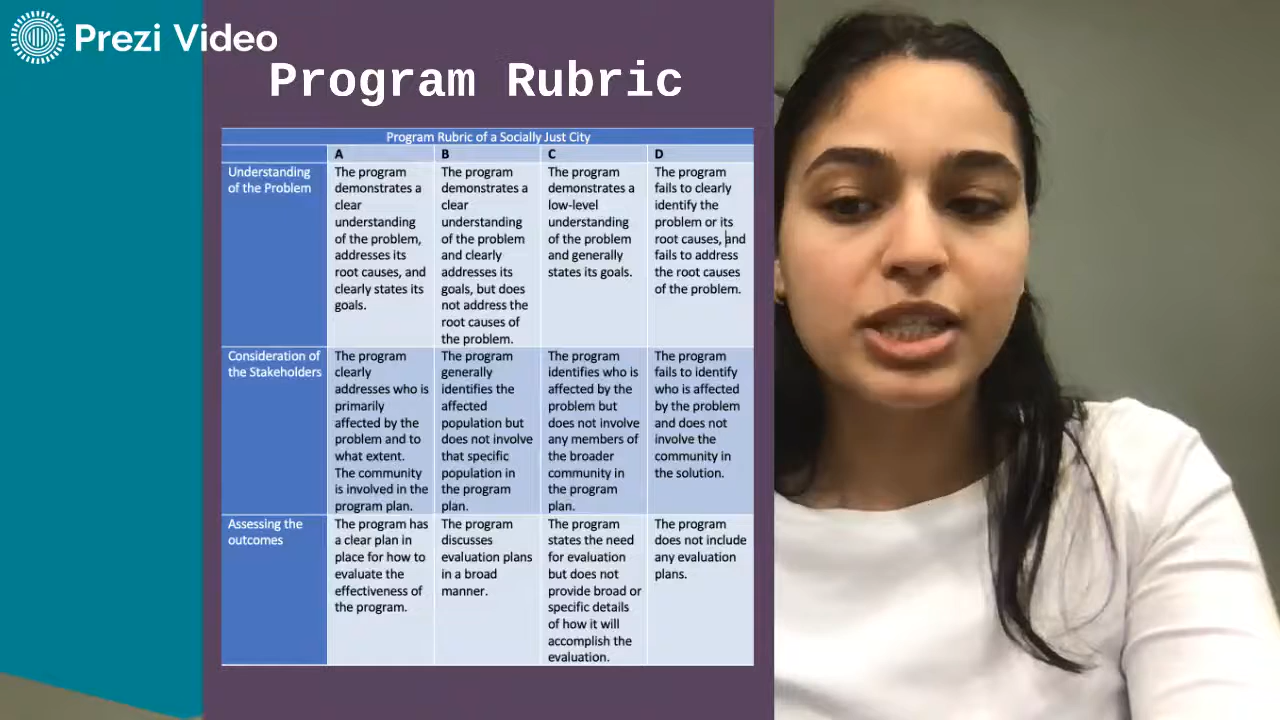 Prezi Video
Program Rubric
Program Rubric of a Socially Just City
A
B
C
D
Understanding
of the Problem
The program
demonstrates a
clear
understanding
of the problem,
addresses its
root causes, and
clearly states its
goals.
The program
demonstrates a
clear
understanding
of the problem
and clearly
addresses its
goals, but does
not address the
root causes of
the problem.
The program
demonstrates a
low-level
understanding
of the problem
and generally
states its goals.
The program
fails to clearly
identify the
problem or its
root causes, and
fails to address
the root causes
of the problem.
Consideration of
the Stakeholders
The program
clearly
addresses who is
primarily
affected by the
problem and to
what extent.
The community
is involved in the
program plan.
The program
generally
identifies the
affected
population but
does not involve
that specific
population in
the program
plan.
The program
identifies who is
affected by the
problem but
does not involve
any members of
the broader
community in
the program
plan.
The program
fails to identify
who is affected
by the problem
and does not
involve the
community in
the solution.
Assessing the
outcomes
The program has
a clear plan in
place for how to
evaluate the
effectiveness of
the program.
The program
discusses
evaluation plans
in a broad
manner.
The program
states the need
for evaluation
but does not
provide broad or
specific details
of how it will
accomplish the
evaluation.
The program
does not include
any evaluation
plans.